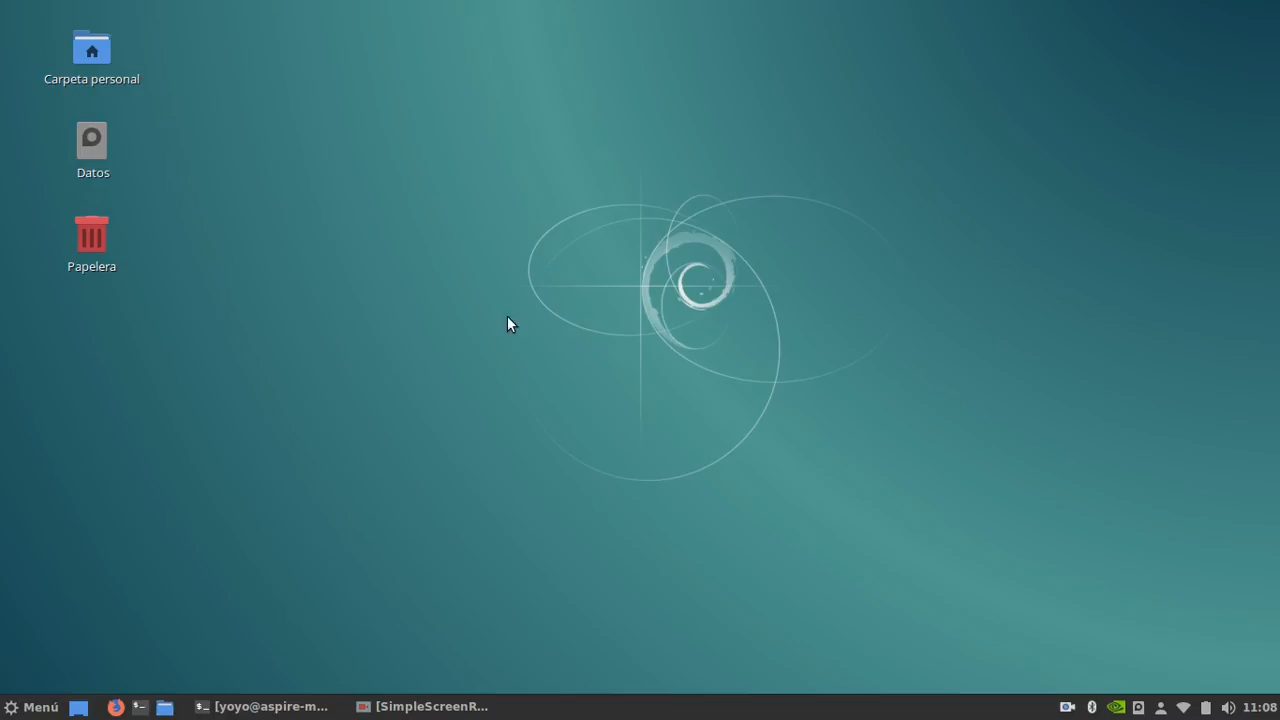 Carpeta personal
Datos
Papelera
Menú
[yoyo@aspire-m...
[SimpleScreenR...
11:08